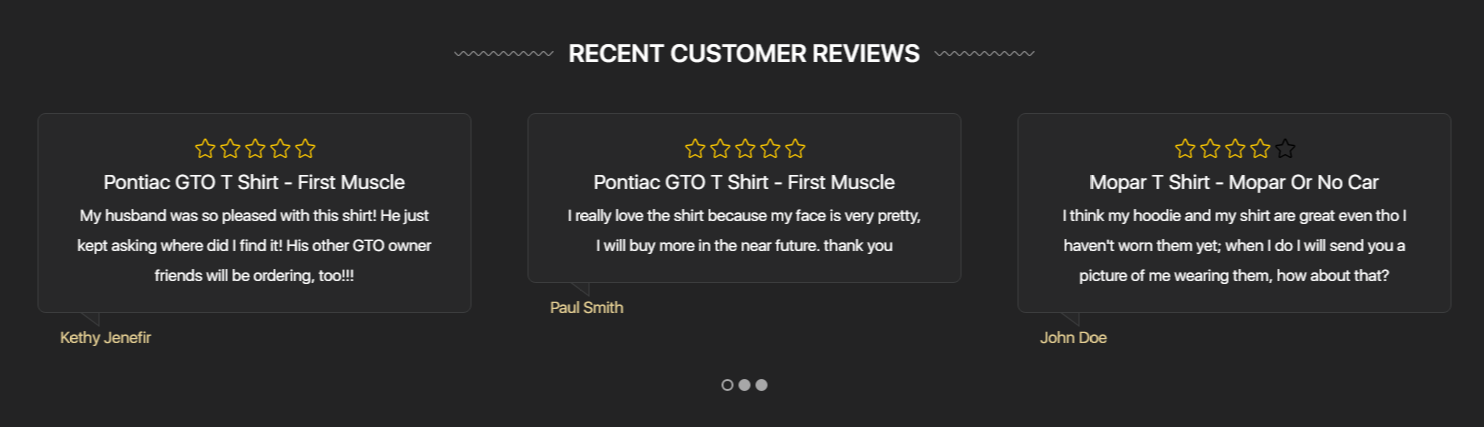 RECENT CUSTOMER REVIEWS
Pontiac GTO T Shirt - First Muscle
My husband was so pleased with this shirt! He just
kept asking where did I find it! His other GTO owner
friends will be ordering, too!!!
Kethy Jenefir
Pontiac GTO T Shirt - First Muscle
I really love the shirt because my face is very pretty,
I will buy more in the near future. thank you
Paul Smith
Mopar T Shirt - Mopar Or No Car
I think my hoodie and my shirt are great even tho I
haven't worn them yet; when I do I will send you a
picture of me wearing them, how about that?
John Doe